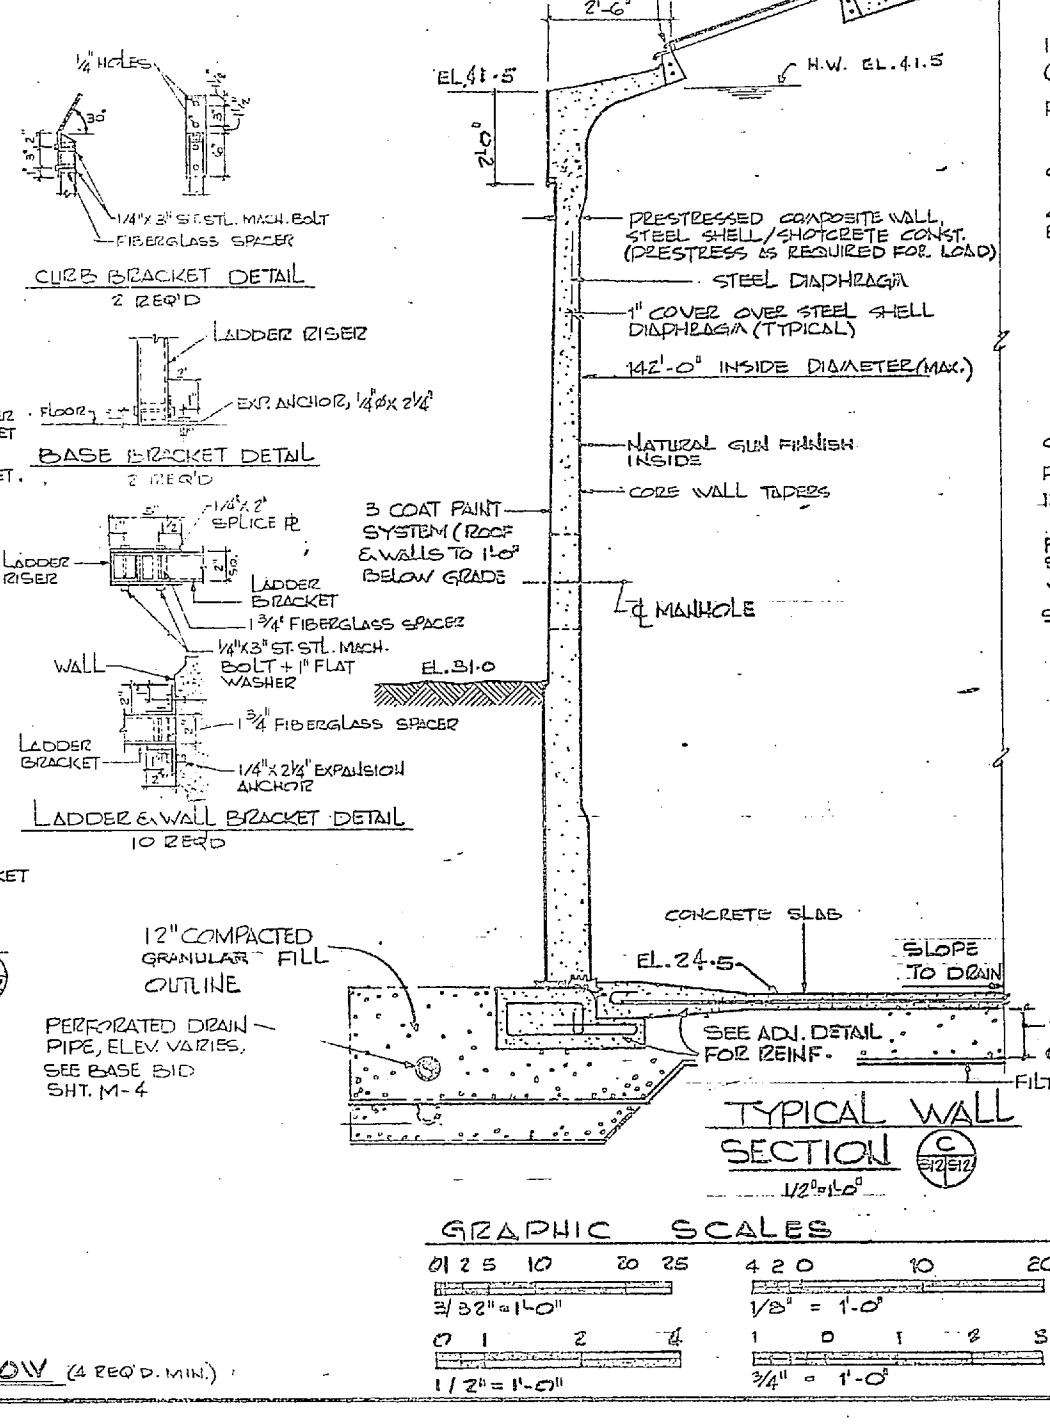 2'-6"
1/4" HOLES
30°
1/4" X 3" ST. STL. MACH. BOLT
FIBERGLASS SPACER
CURB BRACKET DETAIL
2 REQ'D
LADDER RISER
2"
1"
FLOOR
EXP. ANCHOR, 1/4"Ø X 2 1/4"
BASE BRACKET DETAIL
2 REQ'D
5"
1/4" X 2"
SPLICE PL
LADDER
RISER
LADDER
BRACKET
1 3/4" FIBERGLASS SPACER
1/4" X 3" ST. STL. MACH.
BOLT + 1" FLAT
WASHER
WALL
1 3/4" FIBERGLASS SPACER
LADDER
BRACKET
1/4" X 2 1/4" EXPANSION
ANCHOR
LADDER & WALL BRACKET DETAIL
10 REQ'D
EL. 41.5
H.W. EL. 41.5
2'-0"
PRESTRESSED COMPOSITE WALL,
STEEL SHELL/SHOTCRETE CONST.
(PRESTRESS AS REQUIRED FOR LOAD)
STEEL DIAPHRAGM
1" COVER OVER STEEL SHELL
DIAPHRAGM (TYPICAL)
142'-0" INSIDE DIAMETER (MAX.)
NATURAL GUN FINNISH
INSIDE
CORE WALL TAPERS
3 COAT PAINT
SYSTEM (ROOF
& WALLS TO 1'-0"
BELOW GRADE
℄ MANHOLE
EL. 31.0
12" COMPACTED
GRANULAR FILL
OUTLINE
PERFORATED DRAIN
PIPE, ELEV. VARIES,
SEE BASE BID
SHT. M-4
CONCRETE SLAB
EL. 24.5
SLOPE
TO DRAIN
SEE ADJ. DETAIL
FOR REINF.
FILT
TYPICAL WALL
SECTION
C
S12 S12
1/2" = 1'-0"
GRAPHIC SCALES
0 1 2 5 10 20 25
3/32" = 1'-0"
4 2 0 10 20
1/8" = 1'-0"
0 1 2 4
1/2" = 1'-0"
1 0 1 2 3
3/4" = 1'-0"
OW (4 REQ'D. MIN.)